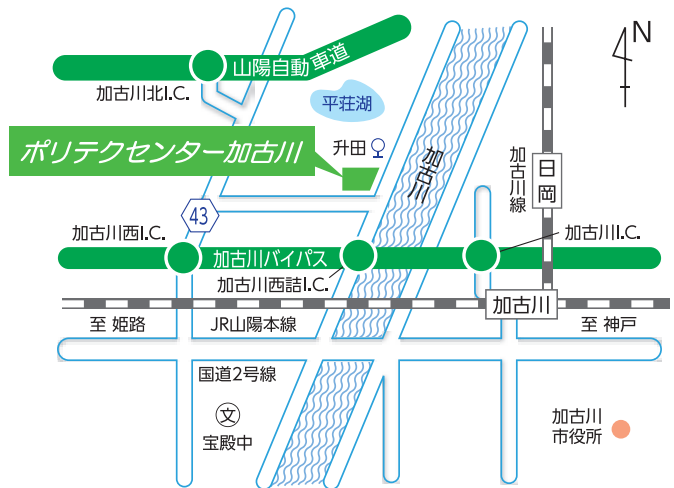 N
山陽自動車道
加古川北I.C.
平荘湖
ポリテクセンター加古川
升田
加古川
加古川線
日岡
43
加古川西I.C.
加古川バイパス
加古川I.C.
加古川西詰I.C.
加古川
至 姫路
JR山陽本線
至 神戸
国道2号線
文
宝殿中
加古川
市役所